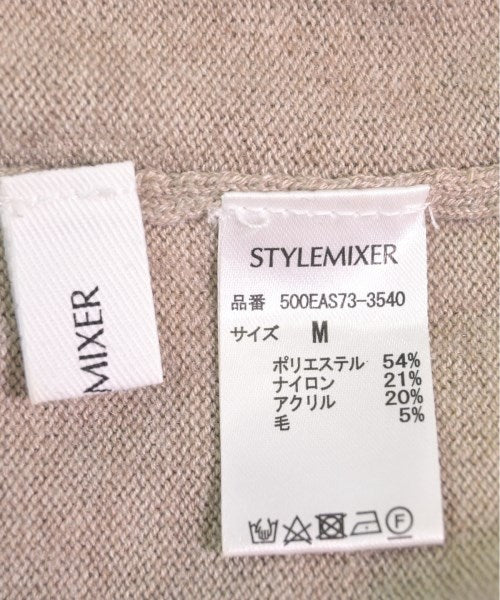 MIXER
STYLEMIXER
品番 500EAS73-3540
サイズ M
ポリエステル 54%
ナイロン 21%
アクリル 20%
毛 5%
F